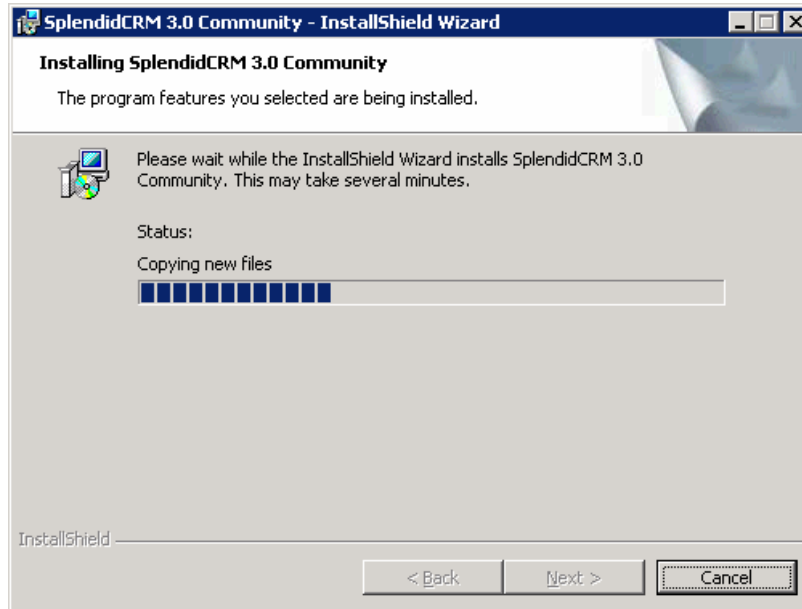 SplendidCRM 3.0 Community - InstallShield Wizard
Installing SplendidCRM 3.0 Community
The program features you selected are being installed.
Please wait while the InstallShield Wizard installs SplendidCRM 3.0
Community. This may take several minutes.
Status:
Copying new files
InstallShield
< Back Next > Cancel